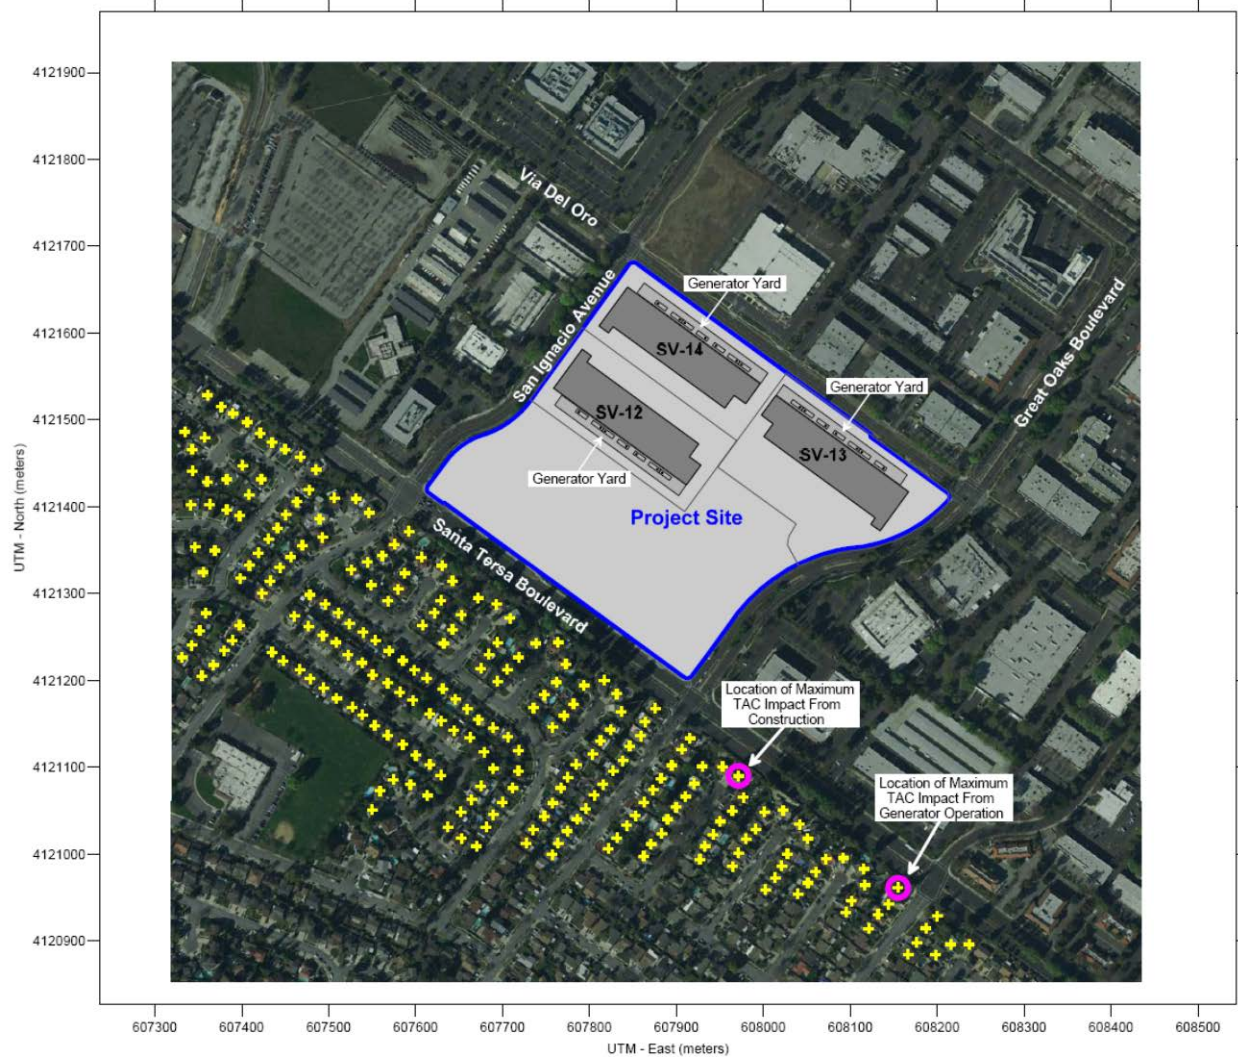 4121900
4121800
4121700
4121600
4121500
4121400
4121300
4121200
4121100
4121000
4120900
UTM - North (meters)
Via Del Oro
San Ignacio Avenue
Generator Yard
SV-14
Generator Yard
Great Oaks Boulevard
SV-12
SV-13
Generator Yard
Project Site
Santa Tersa Boulevard
Location of Maximum
TAC Impact From
Construction
Location of Maximum
TAC Impact From
Generator Operation
607300 607400 607500 607600 607700 607800 607900 608000 608100 608200 608300 608400 608500
UTM - East (meters)